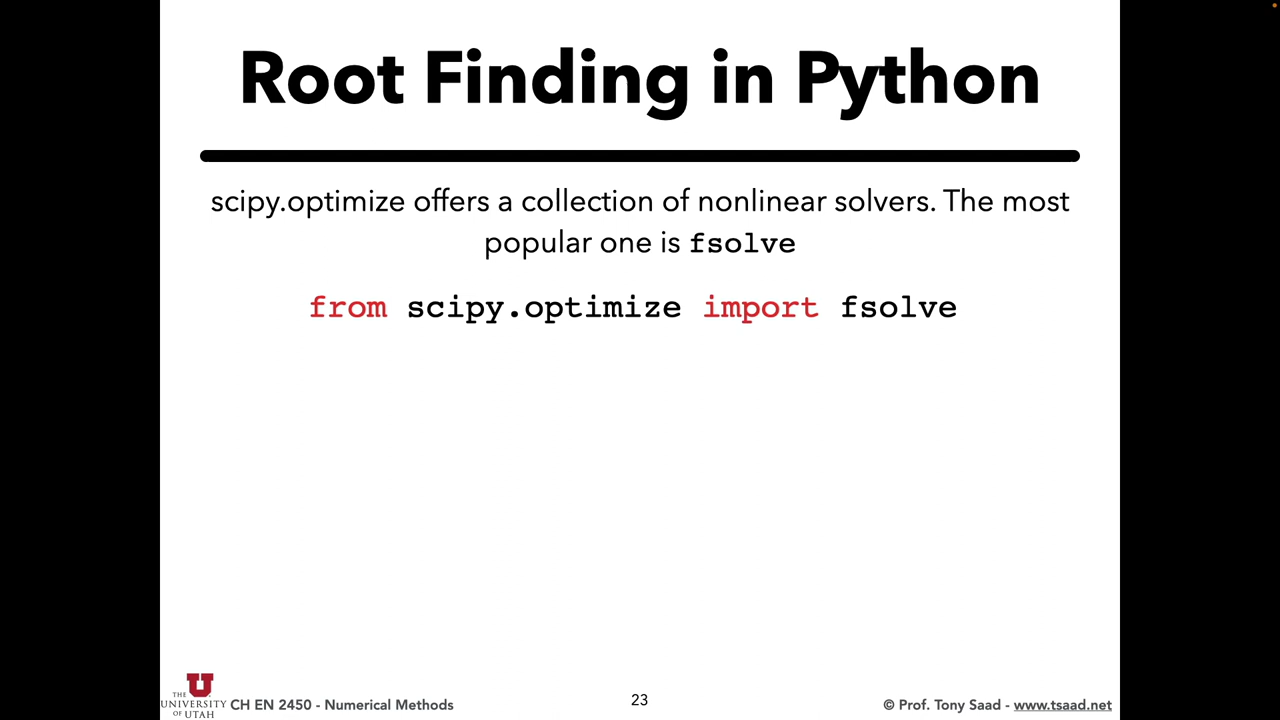 Root Finding in Python
scipy.optimize offers a collection of nonlinear solvers. The most
popular one is fsolve
from scipy.optimize import fsolve
U
THE
UNIVERSITY
OF UTAH
CH EN 2450 - Numerical Methods
23
© Prof. Tony Saad - www.tsaad.net